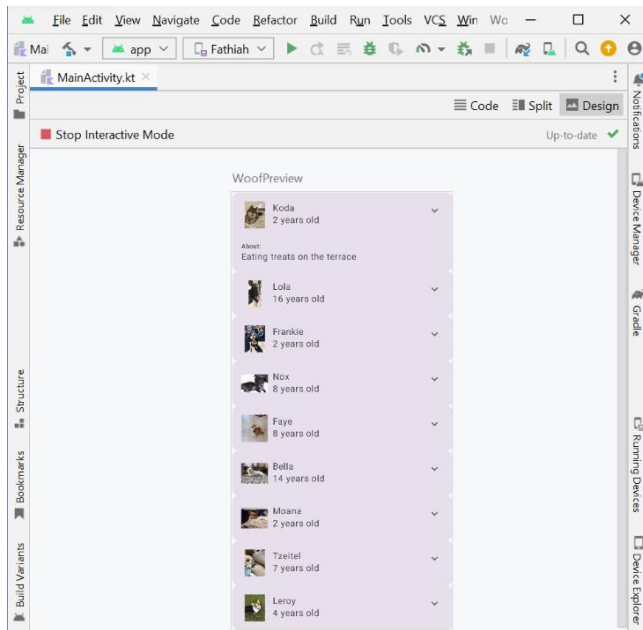 File Edit View Navigate Code Refactor Build Run Tools VCS Win Wo
Mai app Fathiah
MainActivity.kt
Code Split Design
Stop Interactive Mode Up-to-date
WoofPreview
Koda
2 years old
About:
Eating treats on the terrace
Lola
16 years old
Frankie
2 years old
Nox
8 years old
Faye
8 years old
Bella
14 years old
Moana
2 years old
Tzeitel
7 years old
Leroy
4 years old
Project
Resource Manager
Structure
Bookmarks
Build Variants
Notifications
Device Manager
Gradle
Running Devices
Device Explorer